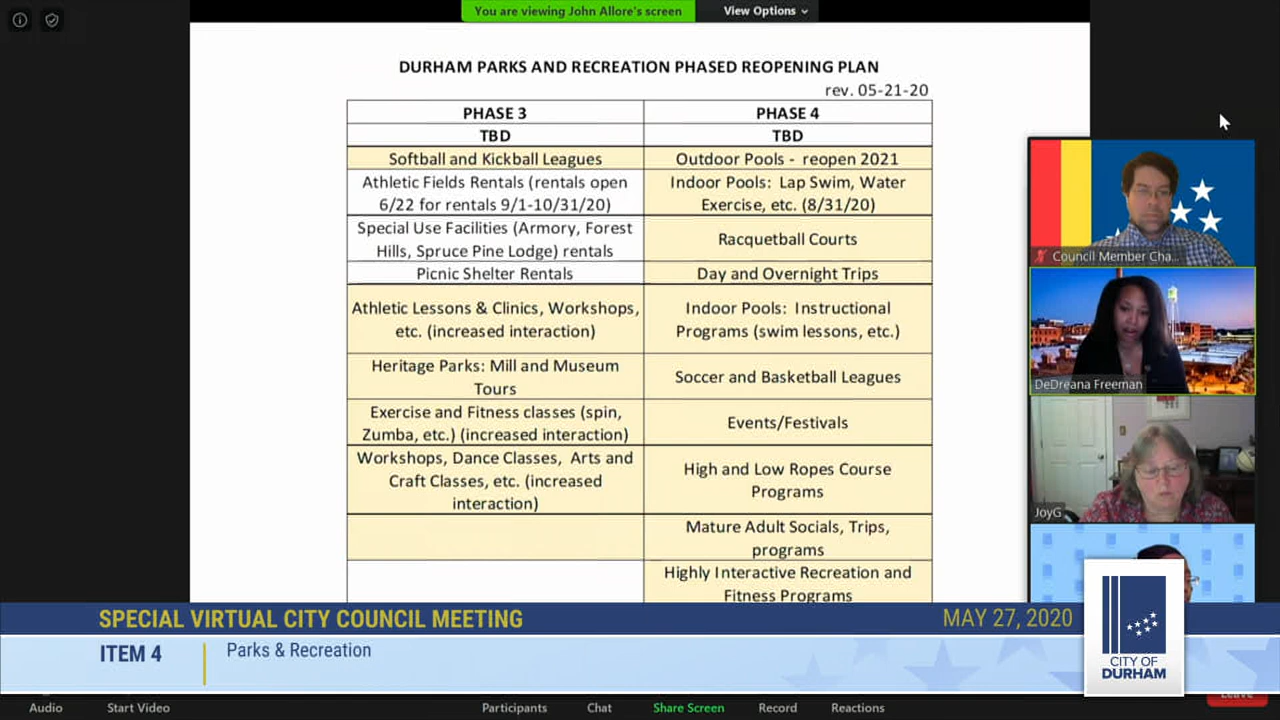 You are viewing John Allore's screen
View Options
DURHAM PARKS AND RECREATION PHASED REOPENING PLAN
rev. 05-21-20
PHASE 3
PHASE 4
TBD
TBD
Softball and Kickball Leagues
Outdoor Pools - reopen 2021
Athletic Fields Rentals (rentals open
6/22 for rentals 9/1-10/31/20)
Indoor Pools: Lap Swim, Water
Exercise, etc. (8/31/20)
Special Use Facilities (Armory, Forest
Hills, Spruce Pine Lodge) rentals
Racquetball Courts
Picnic Shelter Rentals
Day and Overnight Trips
Athletic Lessons & Clinics, Workshops,
etc. (increased interaction)
Indoor Pools: Instructional
Programs (swim lessons, etc.)
Heritage Parks: Mill and Museum
Tours
Soccer and Basketball Leagues
Exercise and Fitness classes (spin,
Zumba, etc.) (increased interaction)
Events/Festivals
Workshops, Dance Classes, Arts and
Craft Classes, etc. (increased
interaction)
High and Low Ropes Course
Programs
Mature Adult Socials, Trips,
programs
Highly Interactive Recreation and
Fitness Programs
Council Member Cha...
DeDreana Freeman
JoyG
SPECIAL VIRTUAL CITY COUNCIL MEETING
MAY 27, 2020
ITEM 4
Parks & Recreation
CITY OF
DURHAM
Audio
Start Video
Participants
Chat
Share Screen
Record
Reactions
Leave